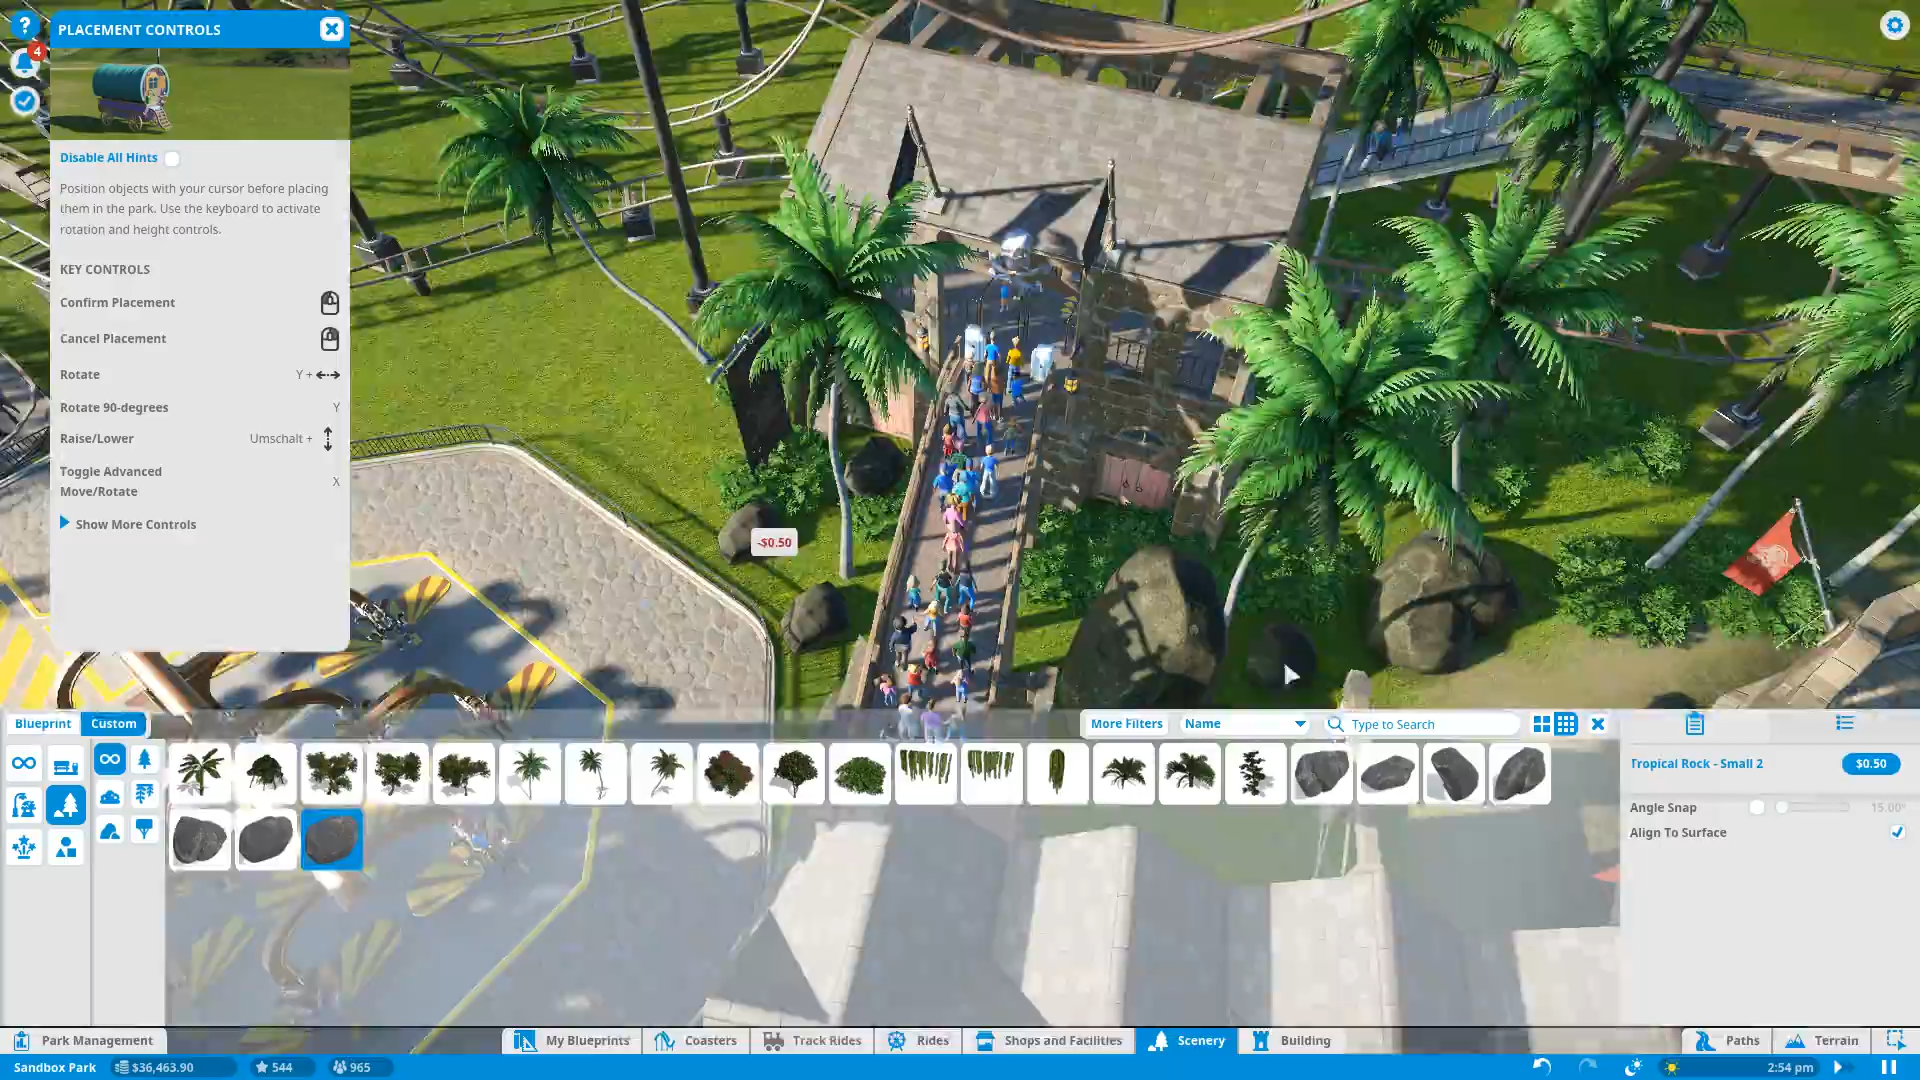 ?
PLACEMENT CONTROLS
4
Disable All Hints
Position objects with your cursor before placing
them in the park. Use the keyboard to activate
rotation and height controls.
KEY CONTROLS
Confirm Placement
Cancel Placement
Rotate Y +
Rotate 90-degrees Y
Raise/Lower Umschalt +
Toggle Advanced
Move/Rotate X
Show More Controls
-$0.50
Blueprint Custom
More Filters Name Type to Search
Tropical Rock - Small 2 $0.50
Angle Snap 15.00°
Align To Surface
Park Management My Blueprints Coasters Track Rides Rides Shops and Facilities Scenery Building Paths Terrain
Sandbox Park $36,463.90 544 965 2:54 pm